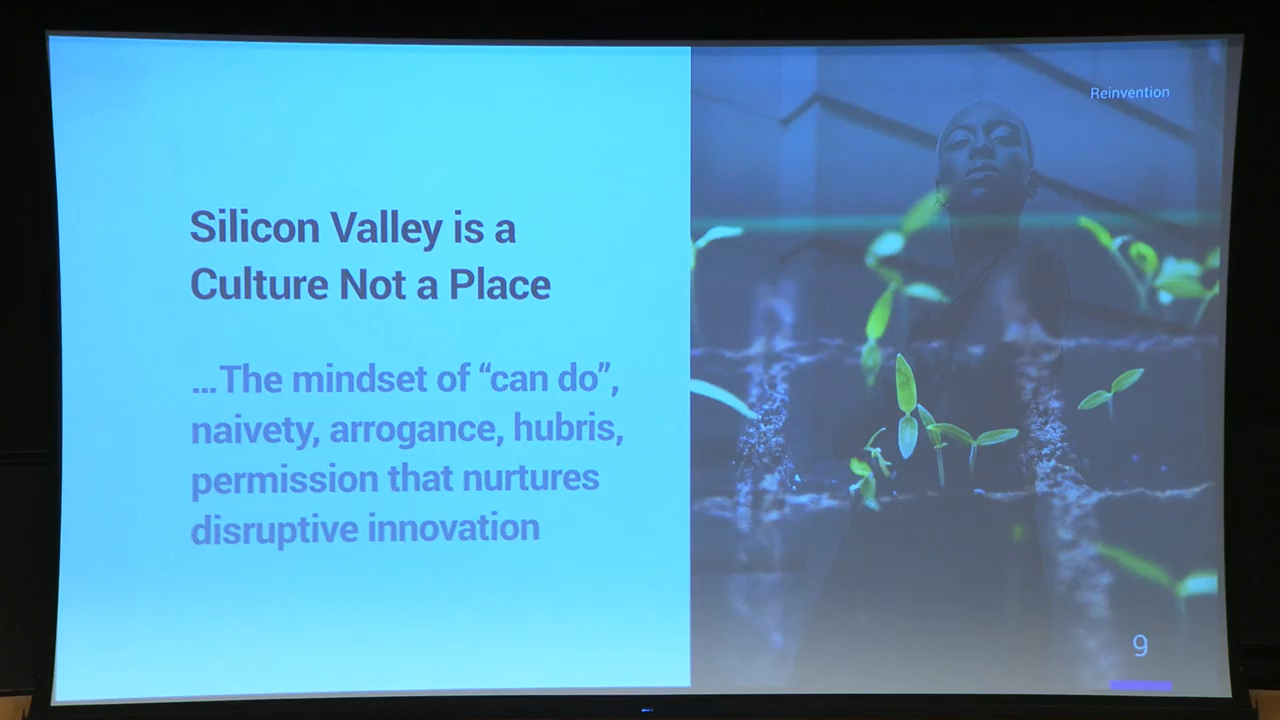 Reinvention
Silicon Valley is a
Culture Not a Place
...The mindset of “can do”,
naivety, arrogance, hubris,
permission that nurtures
disruptive innovation
9